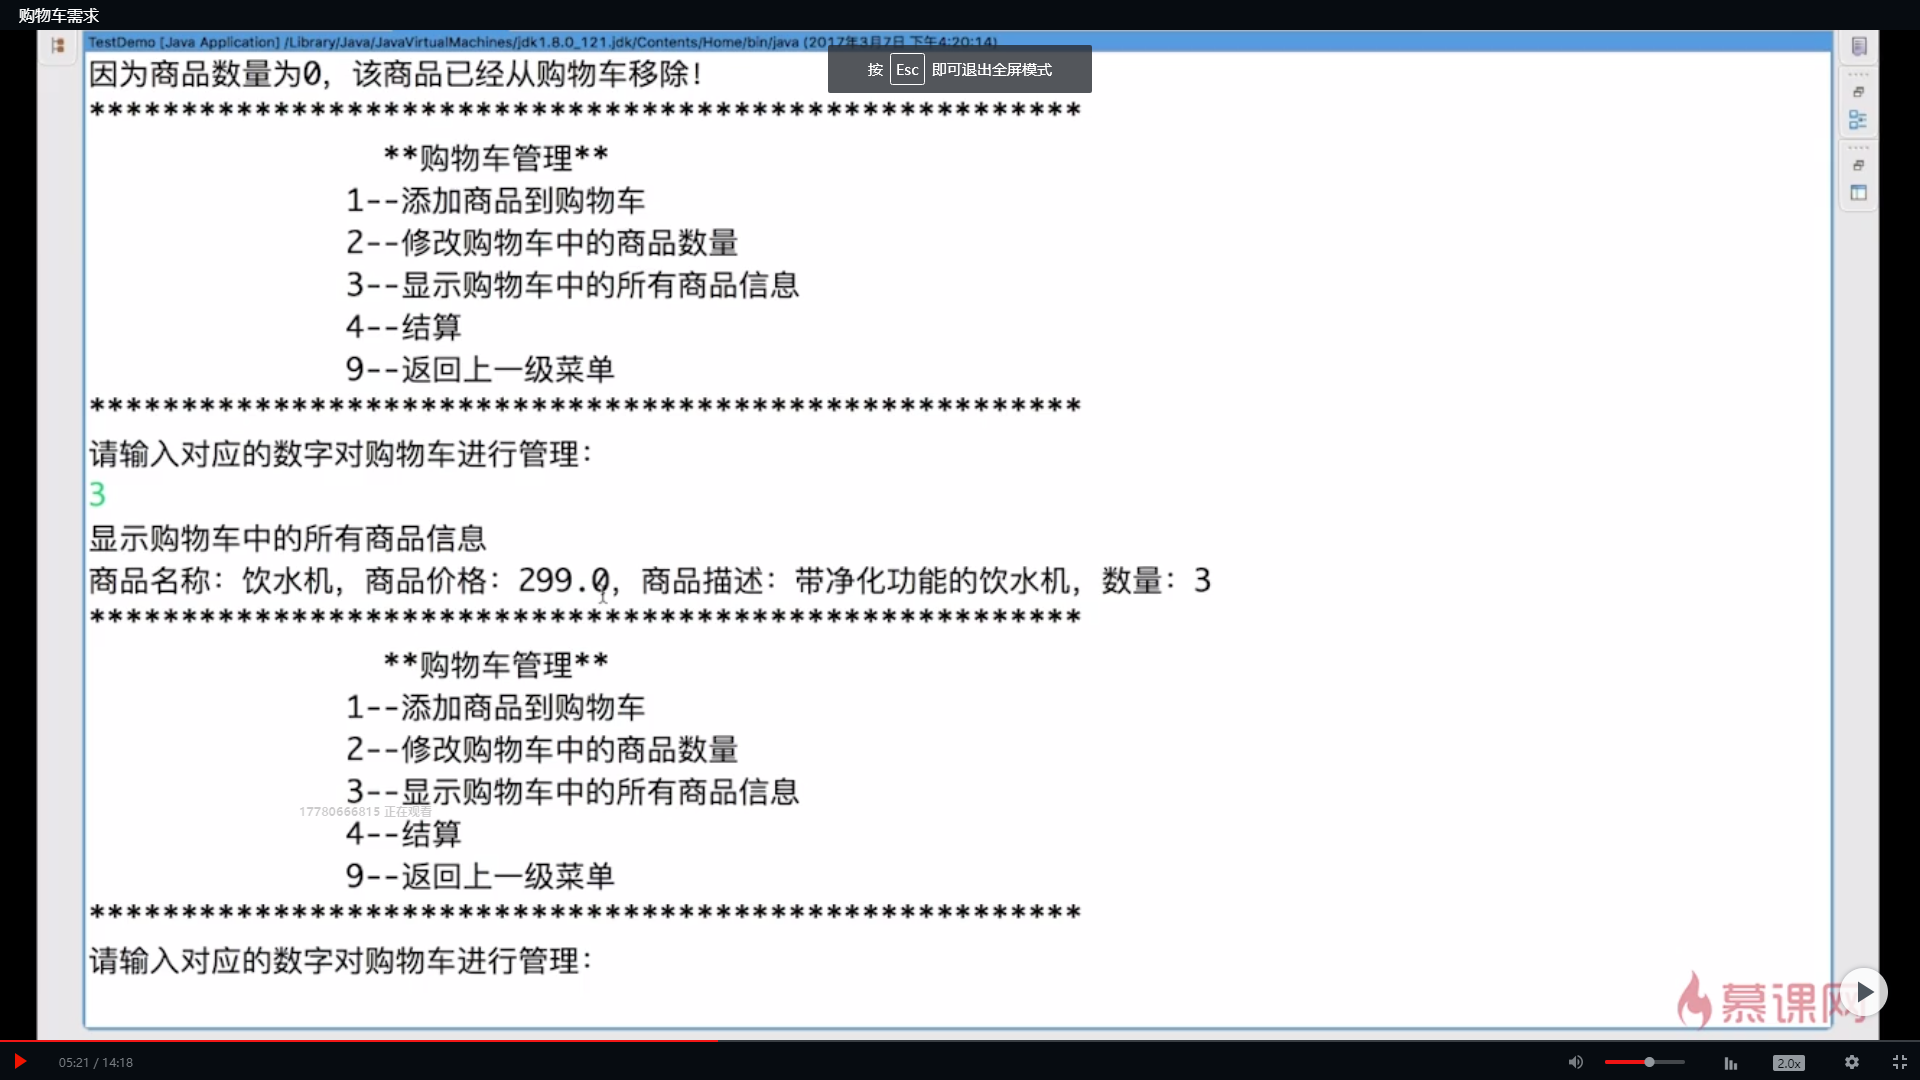 购物车需求
TestDemo [Java Application] /Library/Java/JavaVirtualMachines/jdk1.8.0_121.jdk/Contents/Home/bin/java (2017年3月7日 下午4:20:14)
按 Esc 即可退出全屏模式
因为商品数量为0，该商品已经从购物车移除！
******************************************************
**购物车管理**
1--添加商品到购物车
2--修改购物车中的商品数量
3--显示购物车中的所有商品信息
4--结算
9--返回上一级菜单
******************************************************
请输入对应的数字对购物车进行管理：
3
显示购物车中的所有商品信息
商品名称：饮水机，商品价格：299.0，商品描述：带净化功能的饮水机，数量：3
******************************************************
**购物车管理**
1--添加商品到购物车
2--修改购物车中的商品数量
3--显示购物车中的所有商品信息
17780666815 正在观看
4--结算
9--返回上一级菜单
******************************************************
请输入对应的数字对购物车进行管理：
慕课网
05:21 / 14:18
2.0x